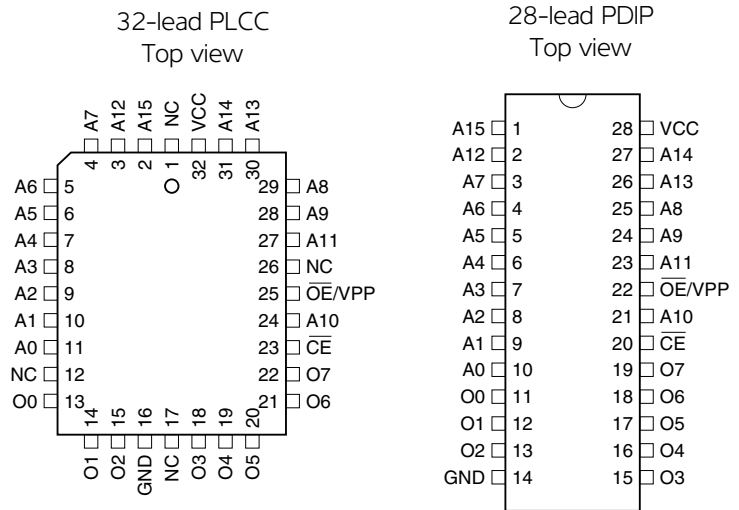 32-lead PLCC
Top view
A7
A12
A15
NC
VCC
A14
A13
4
3
2
1
32
31
30
A6 5
A5 6
A4 7
A3 8
A2 9
A1 10
A0 11
NC 12
O0 13
29 A8
28 A9
27 A11
26 NC
25 OE/VPP
24 A10
23 CE
22 O7
21 O6
14
15
16
17
18
19
20
O1
O2
GND
NC
O3
O4
O5
28-lead PDIP
Top view
A15 1
A12 2
A7 3
A6 4
A5 5
A4 6
A3 7
A2 8
A1 9
A0 10
O0 11
O1 12
O2 13
GND 14
28 VCC
27 A14
26 A13
25 A8
24 A9
23 A11
22 OE/VPP
21 A10
20 CE
19 O7
18 O6
17 O5
16 O4
15 O3